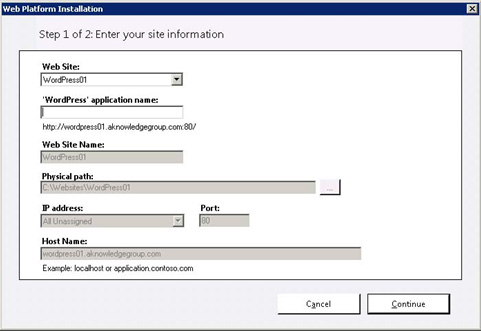 Web Platform Installation
Step 1 of 2: Enter your site information
Web Site:
WordPress01
'WordPress' application name:
http://wordpress01.aknowledgegroup.com:80/
Web Site Name:
WordPress01
Physical path:
C:\Websites\WordPress01
...
IP address: Port:
All Unassigned 80
Host Name:
wordpress01.aknowledgegroup.com
Example: localhost or application.contoso.com
Cancel Continue